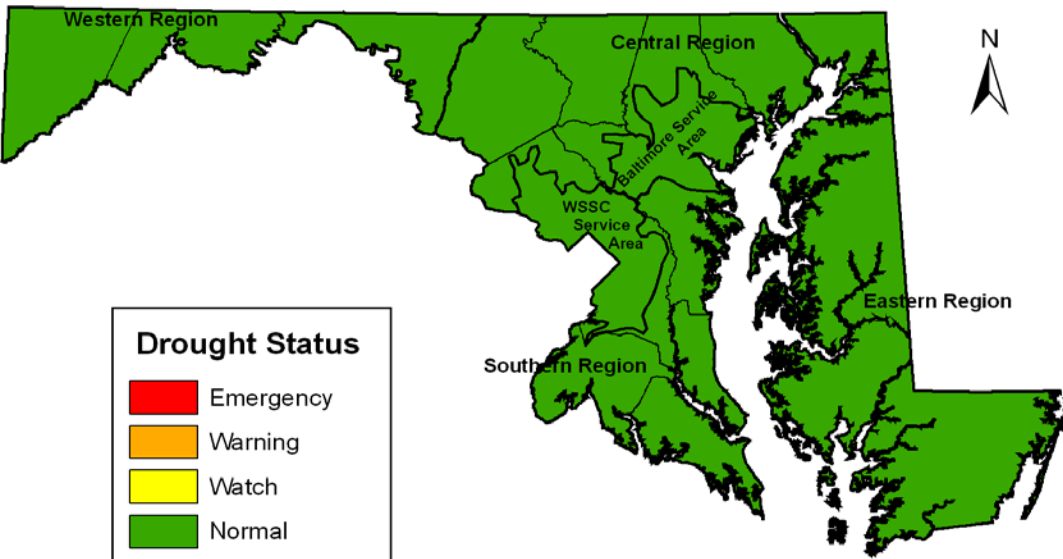 Western Region
Central Region
N
Baltimore Service
Area
WSSC
Service
Area
Eastern Region
Southern Region
Drought Status
Emergency
Warning
Watch
Normal